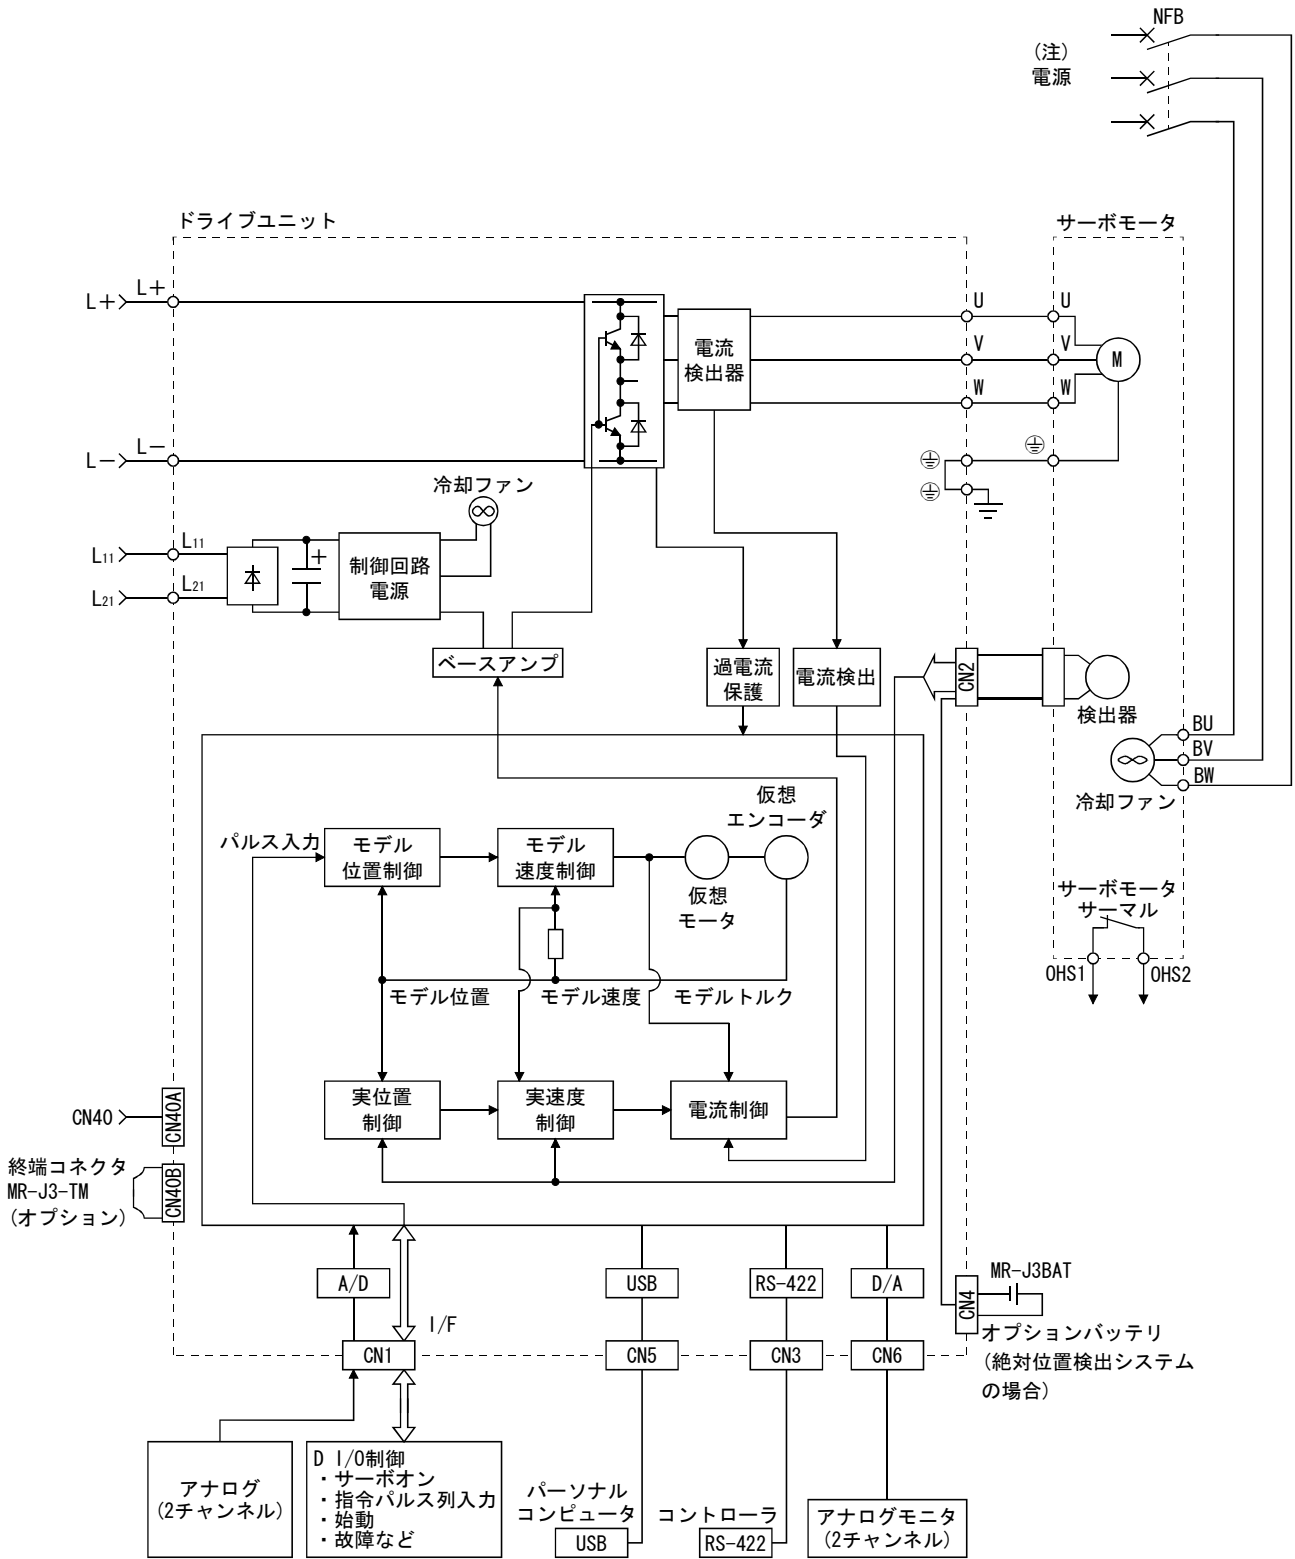 NFB
(注)
電源
ドライブユニット
サーボモータ
L+
L+
U
U
電流
検出器
V
V
M
W
W
L-
L-
冷却ファン
L11
L11
制御回路
電源
L21
L21
ベースアンプ
過電流
保護
電流検出
CN2
検出器
BU
BV
BW
冷却ファン
仮想
エンコーダ
パルス入力
モデル
位置制御
モデル
速度制御
仮想
モータ
サーボモータ
サーマル
OHS1
OHS2
モデル位置
モデル速度
モデルトルク
実位置
制御
実速度
制御
電流制御
CN40
CN40A
終端コネクタ
MR-J3-TM
(オプション)
CN40B
A/D
USB
RS-422
D/A
MR-J3BAT
CN4
I/F
オプションバッテリ
(絶対位置検出システム
の場合)
CN1
CN5
CN3
CN6
アナログ
(2チャンネル)
D I/O制御
・サーボオン
・指令パルス列入力
・始動
・故障など
パーソナル
コンピュータ
USB
コントローラ
RS-422
アナログモニタ
(2チャンネル)